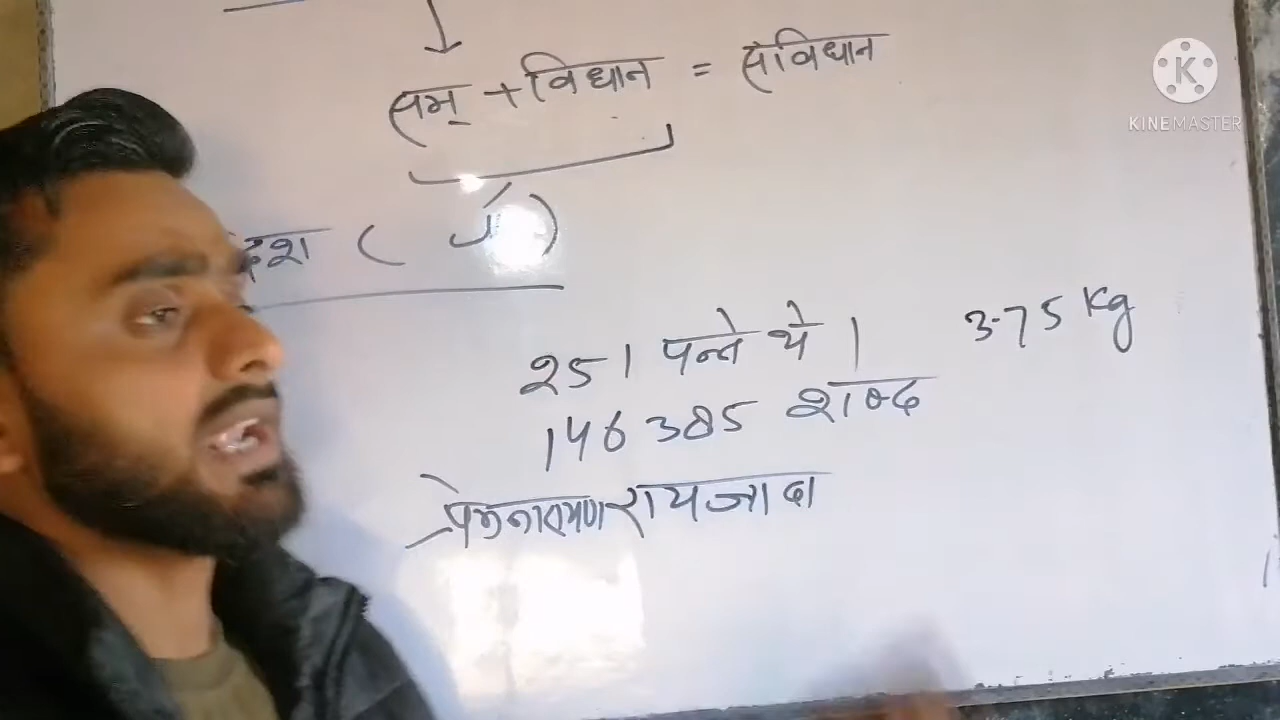 सम् + विधान = संविधान
देश ( )
251 पन्ने थे । 3.75 Kg
146385 शब्द
प्रेमनारायण रायजादा
KINEMASTER